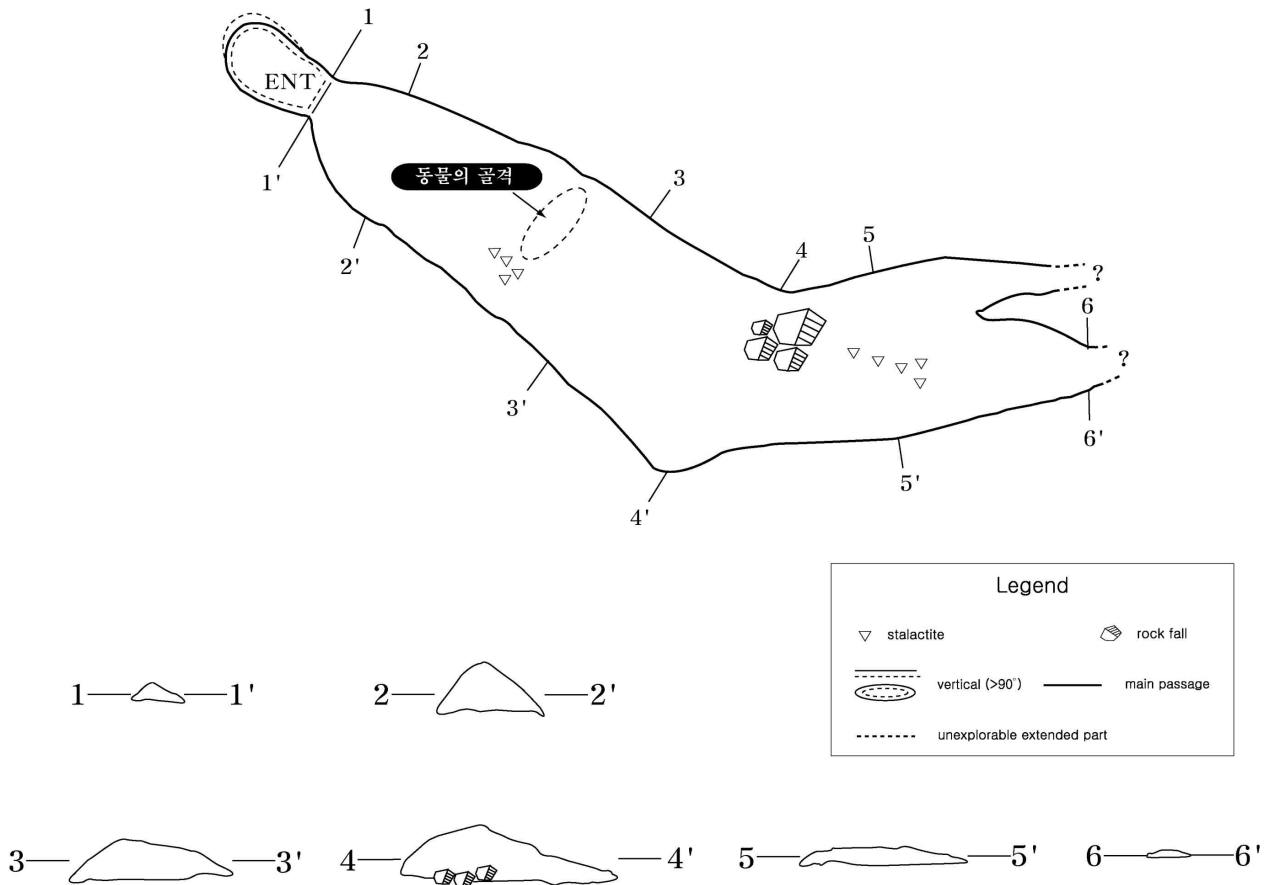 1
2
ENT
동물의 골격
3
1'
2'
4
5
?
6
3'
?
6'
5'
4'
Legend
stalactite
rock fall
vertical (>90°)
main passage
unexplorable extended part
1 1'
2 2'
3 3'
4 4'
5 5'
6 6'